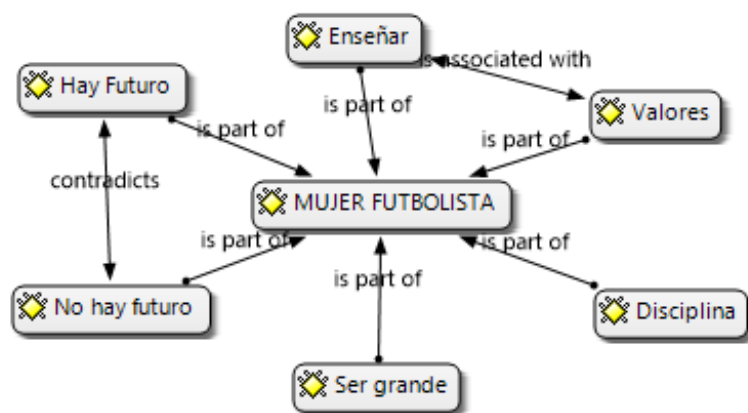 Enseñar
is associated with
Hay Futuro
is part of
Valores
is part of
is part of
contradicts
MUJER FUTBOLISTA
is part of
is part of
is part of
No hay futuro
Disciplina
Ser grande